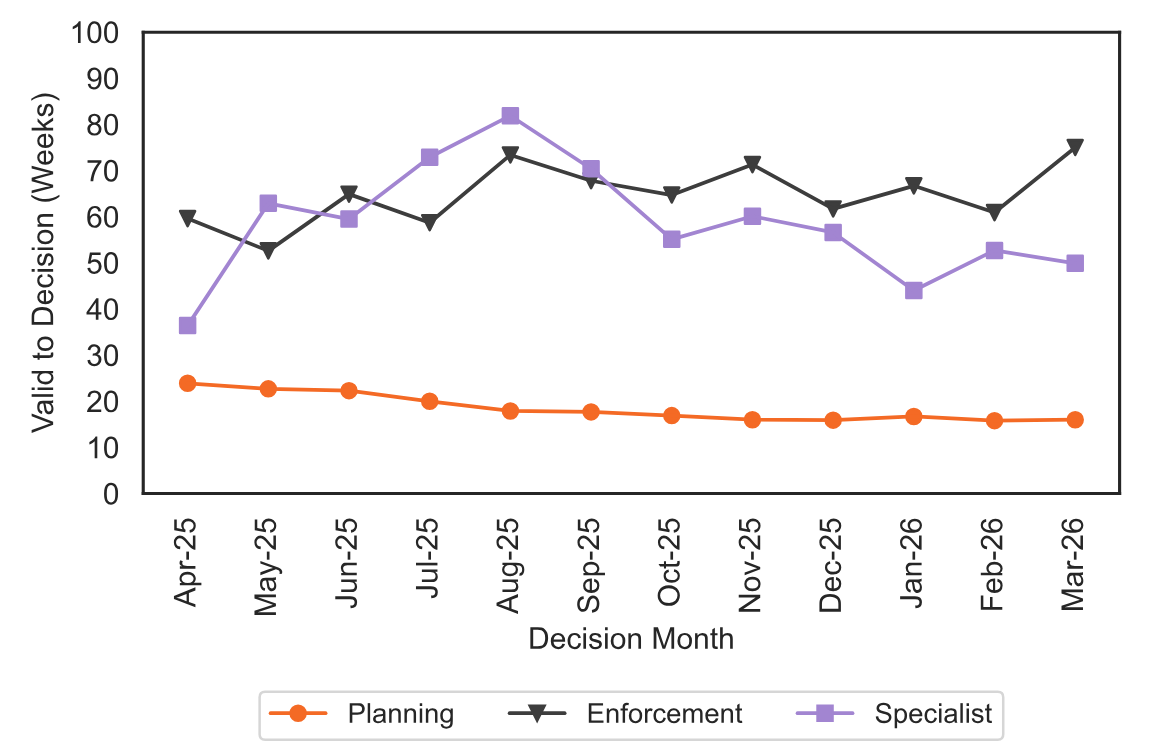 100
90
80
70
60
50
40
30
20
10
0
Valid to Decision (Weeks)
Apr-25
May-25
Jun-25
Jul-25
Aug-25
Sep-25
Oct-25
Nov-25
Dec-25
Jan-26
Feb-26
Mar-26
Decision Month
Planning
Enforcement
Specialist